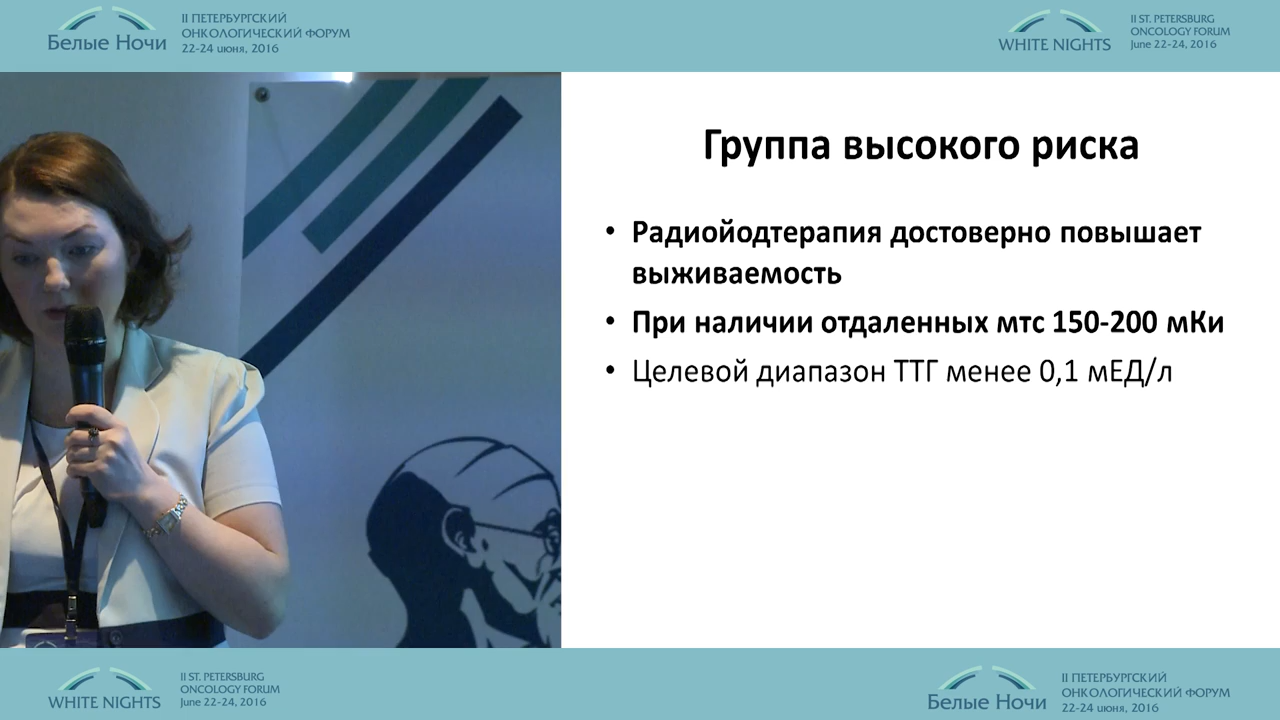 Белые Ночи
II ПЕТЕРБУРГСКИЙ
ОНКОЛОГИЧЕСКИЙ ФОРУМ
22-24 июня, 2016
WHITE NIGHTS
II ST. PETERSBURG
ONCOLOGY FORUM
June 22-24, 2016
Группа высокого риска
• Радиойодтерапия достоверно повышает
выживаемость
• При наличии отдаленных мтс 150-200 мКи
• Целевой диапазон ТТГ менее 0,1 мЕД/л
WHITE NIGHTS
II ST. PETERSBURG
ONCOLOGY FORUM
June 22-24, 2016
Белые Ночи
II ПЕТЕРБУРГСКИЙ
ОНКОЛОГИЧЕСКИЙ ФОРУМ
22-24 июня, 2016